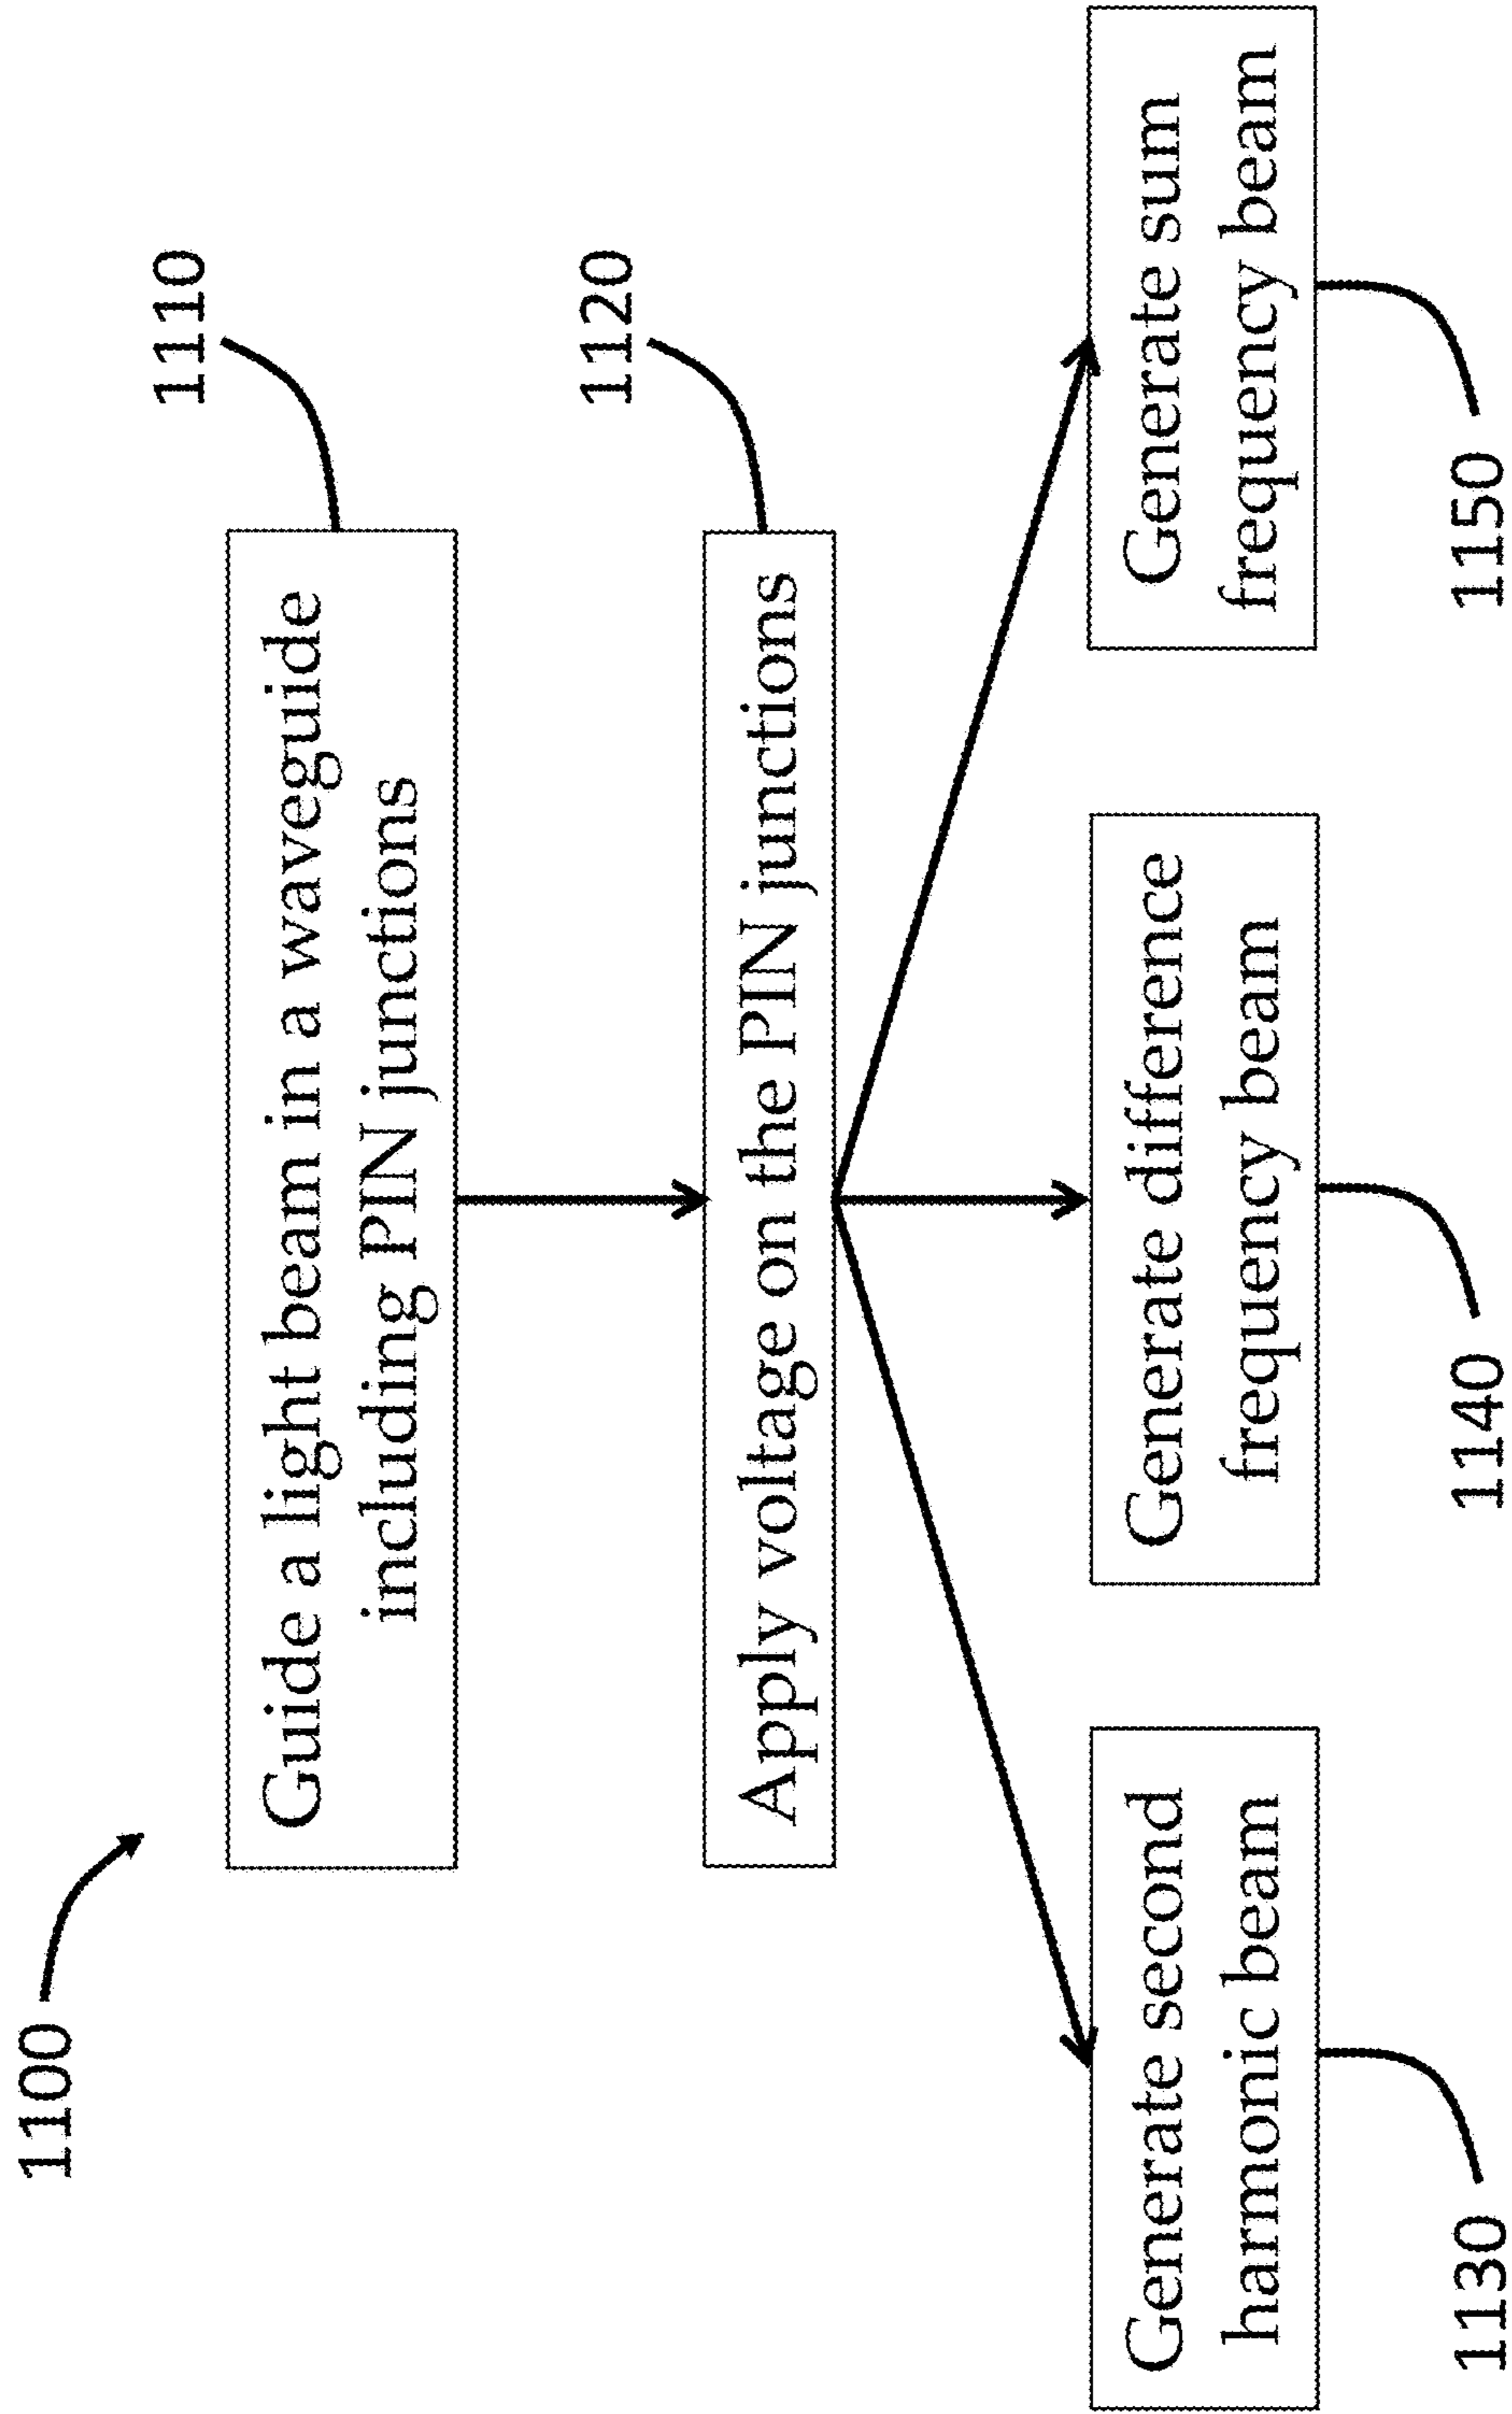 1100
1110
Guide a light beam in a waveguide
including PIN junctions
1120
Apply voltage on the PIN junctions
Generate second
harmonic beam
1130
Generate difference
frequency beam
1140
Generate sum
frequency beam
1150